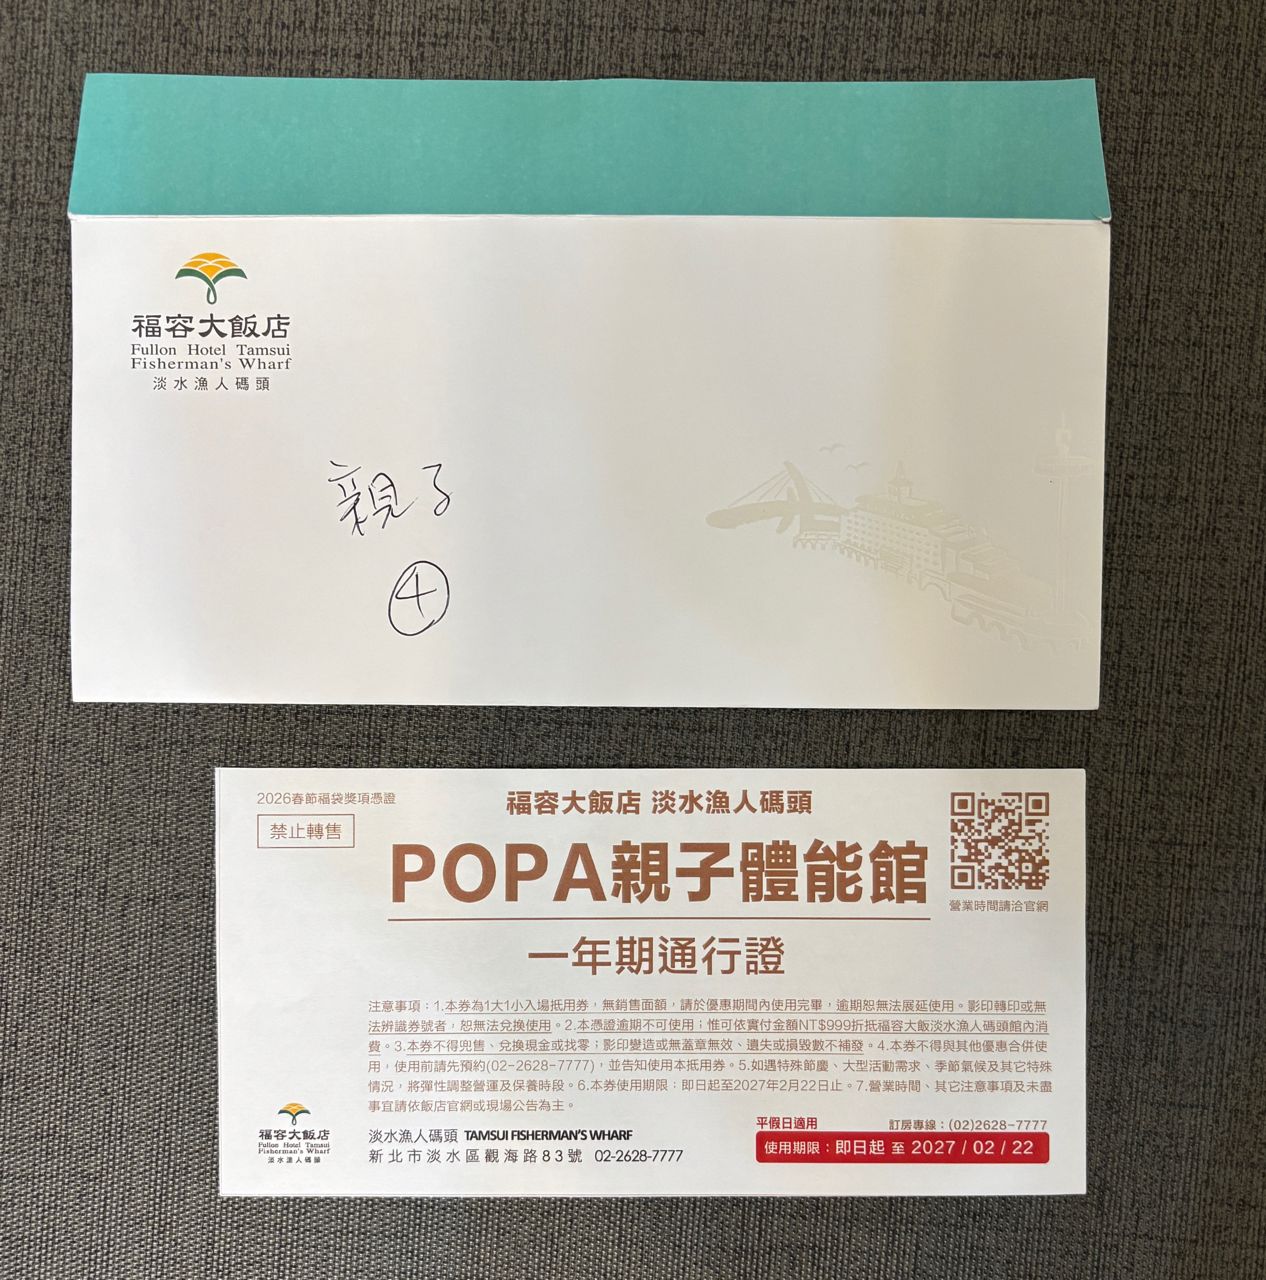 福容大飯店
Fullon Hotel Tamsui
Fisherman's Wharf
淡水漁人碼頭
親子
④
2026春節福袋獎項憑證
禁止轉售
福容大飯店 淡水漁人碼頭
POPA親子體能館
營業時間請洽官網
一年期通行證
注意事項：1.本券為1大1小入場抵用券，無銷售面額，請於優惠期間內使用完畢，逾期恕無法展延使用。影印轉印或無
法辨識券號者，恕無法兌換使用。2.本憑證逾期不可使用；惟可依實付金額NT$999折抵福容大飯淡水漁人碼頭館內消
費。3.本券不得兜售、兌換現金或找零；影印變造或無蓋章無效、遺失或損毀數不補發。4.本券不得與其他優惠合併使
用，使用前請先預約(02-2628-7777)，並告知使用本抵用券。5.如遇特殊節慶、大型活動需求、季節氣候及其它特殊
情況，將彈性調整營運及保養時段。6.本券使用期限：即日起至2027年2月22日止。7.營業時間、其它注意事項及未盡
事宜請依飯店官網或現場公告為主。
福容大飯店
Fullon Hotel Tamsui
Fisherman's Wharf
淡水漁人碼頭
淡水漁人碼頭 TAMSUI FISHERMAN'S WHARF
新北市淡水區觀海路83號 02-2628-7777
平假日適用
訂房專線：(02)2628-7777
使用期限：即日起 至 2027 / 02 / 22